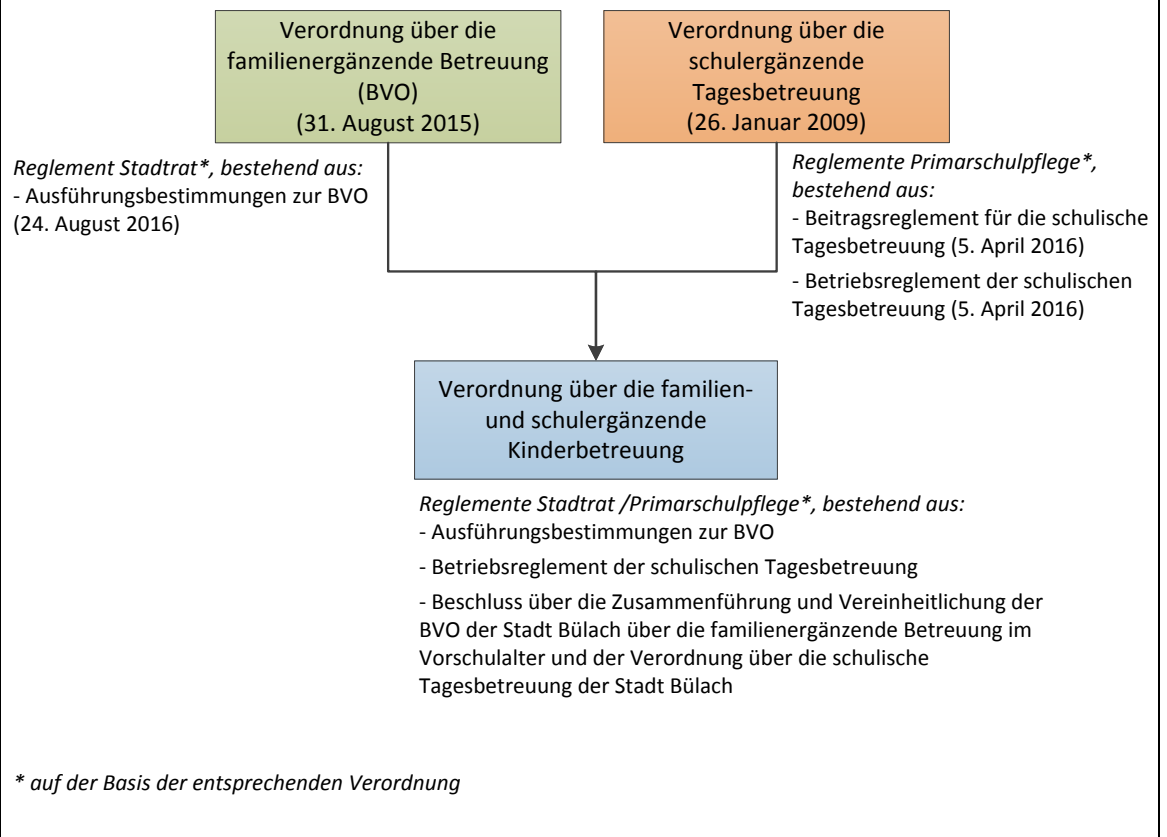 Verordnung über die
familienergänzende Betreuung
(BVO)
(31. August 2015)
Verordnung über die
schulergänzende
Tagesbetreuung
(26. Januar 2009)
Reglement Stadtrat*, bestehend aus:
- Ausführungsbestimmungen zur BVO
(24. August 2016)
Reglemente Primarschulpflege*,
bestehend aus:
- Beitragsreglement für die schulische
Tagesbetreuung (5. April 2016)
- Betriebsreglement der schulischen
Tagesbetreuung (5. April 2016)
Verordnung über die familien-
und schulergänzende
Kinderbetreuung
Reglemente Stadtrat /Primarschulpflege*, bestehend aus:
- Ausführungsbestimmungen zur BVO
- Betriebsreglement der schulischen Tagesbetreuung
- Beschluss über die Zusammenführung und Vereinheitlichung der
BVO der Stadt Bülach über die familienergänzende Betreuung im
Vorschulalter und der Verordnung über die schulische
Tagesbetreuung der Stadt Bülach
* auf der Basis der entsprechenden Verordnung